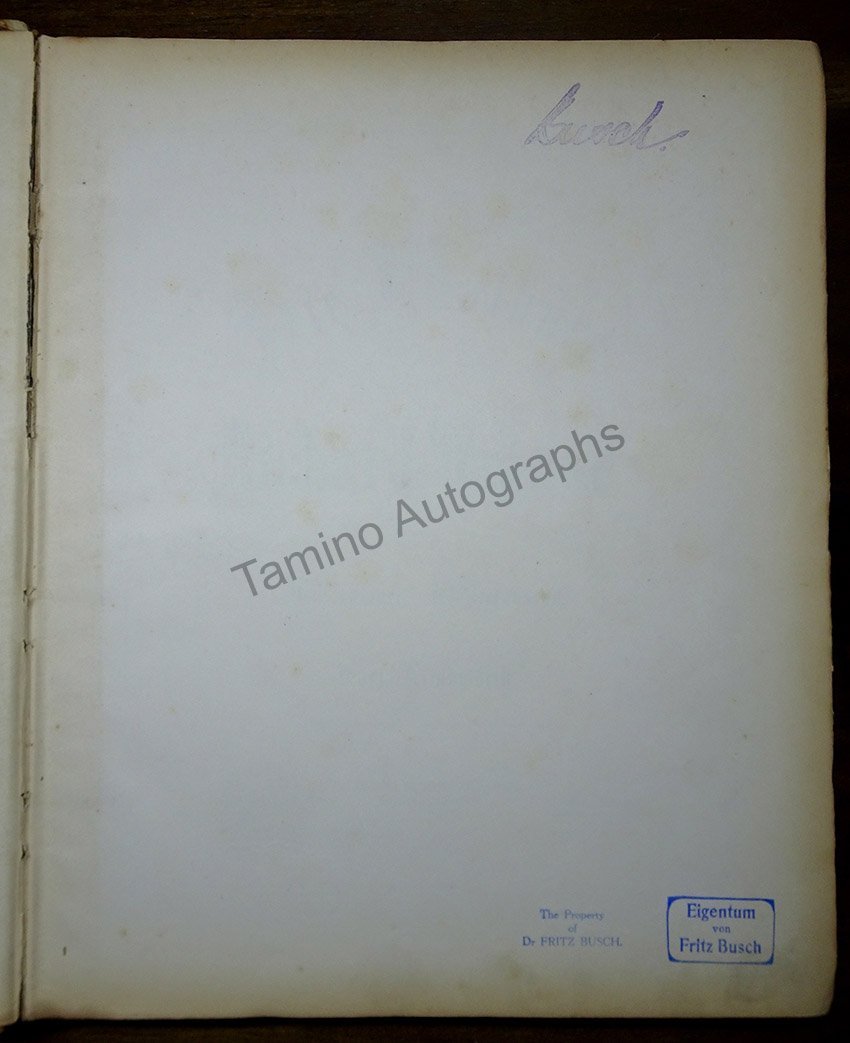 Busch.
Tamino Autographs
The Property
of
Dr FRITZ BUSCH.
Eigentum
von
Fritz Busch